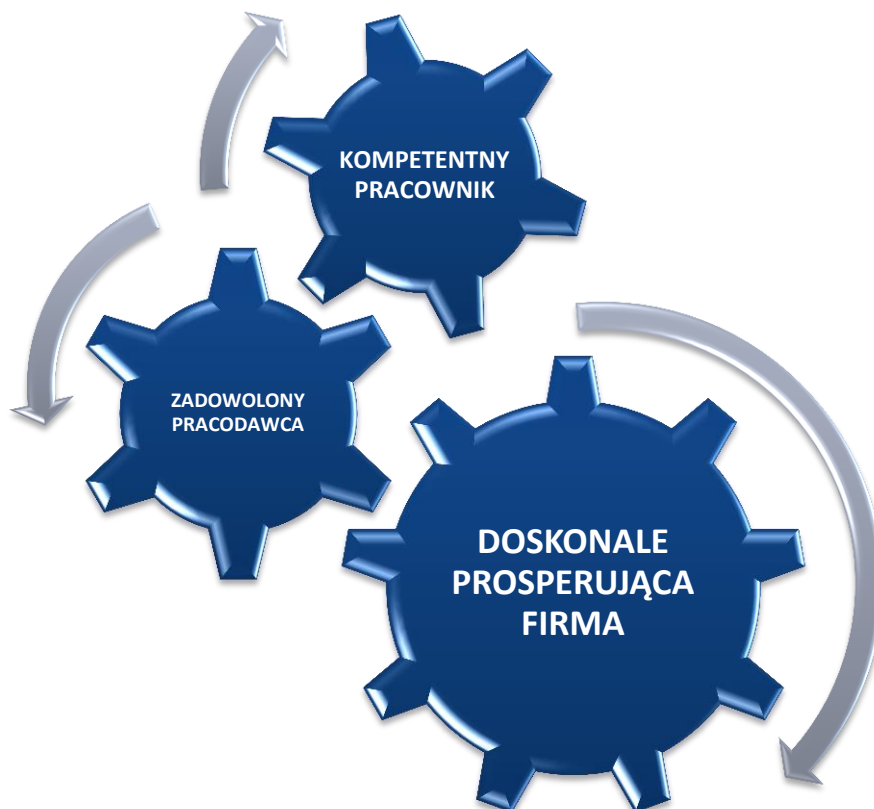 KOMPETENTNY
PRACOWNIK
ZADOWOLONY
PRACODAWCA
DOSKONALE
PROSPERUJĄCA
FIRMA